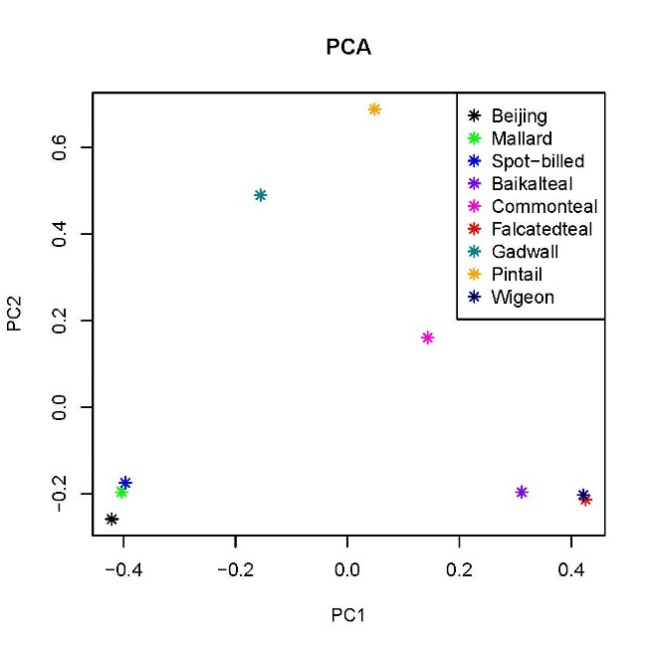 PCA
Beijing
Mallard
Spot−billed
Baikalteal
Commonteal
Falcatedteal
Gadwall
Pintail
Wigeon
PC2
0.6
0.4
0.2
0.0
−0.2
−0.4 −0.2 0.0 0.2 0.4
PC1